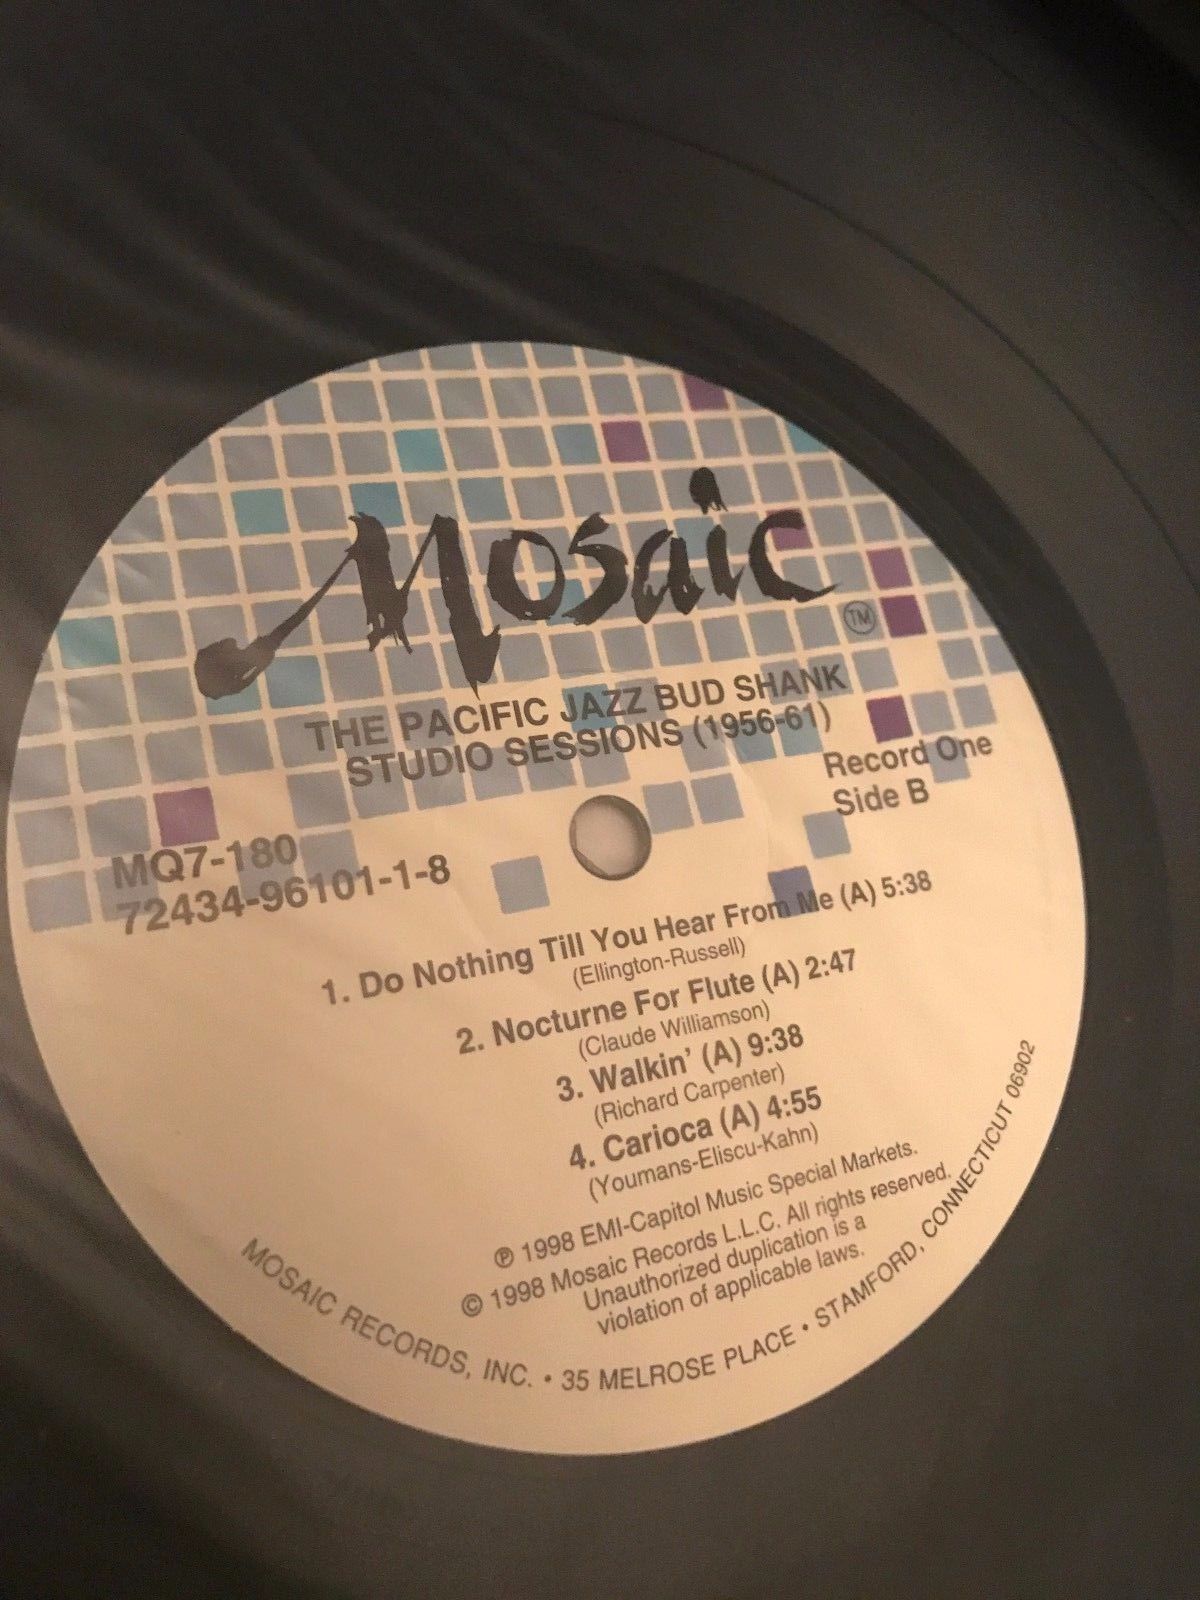 Mosaic
TM
THE PACIFIC JAZZ BUD SHANK
STUDIO SESSIONS (1956-61)
Record One
Side B
MQ7-180
72434-96101-1-8
1. Do Nothing Till You Hear From Me (A) 5:38
(Ellington-Russell)
2. Nocturne For Flute (A) 2:47
(Claude Williamson)
3. Walkin' (A) 9:38
(Richard Carpenter)
4. Carioca (A) 4:55
(Youmans-Eliscu-Kahn)
℗ 1998 EMI-Capitol Music Special Markets.
© 1998 Mosaic Records L.L.C. All rights reserved.
Unauthorized duplication is a
violation of applicable laws.
MOSAIC RECORDS, INC. • 35 MELROSE PLACE • STAMFORD, CONNECTICUT 06902